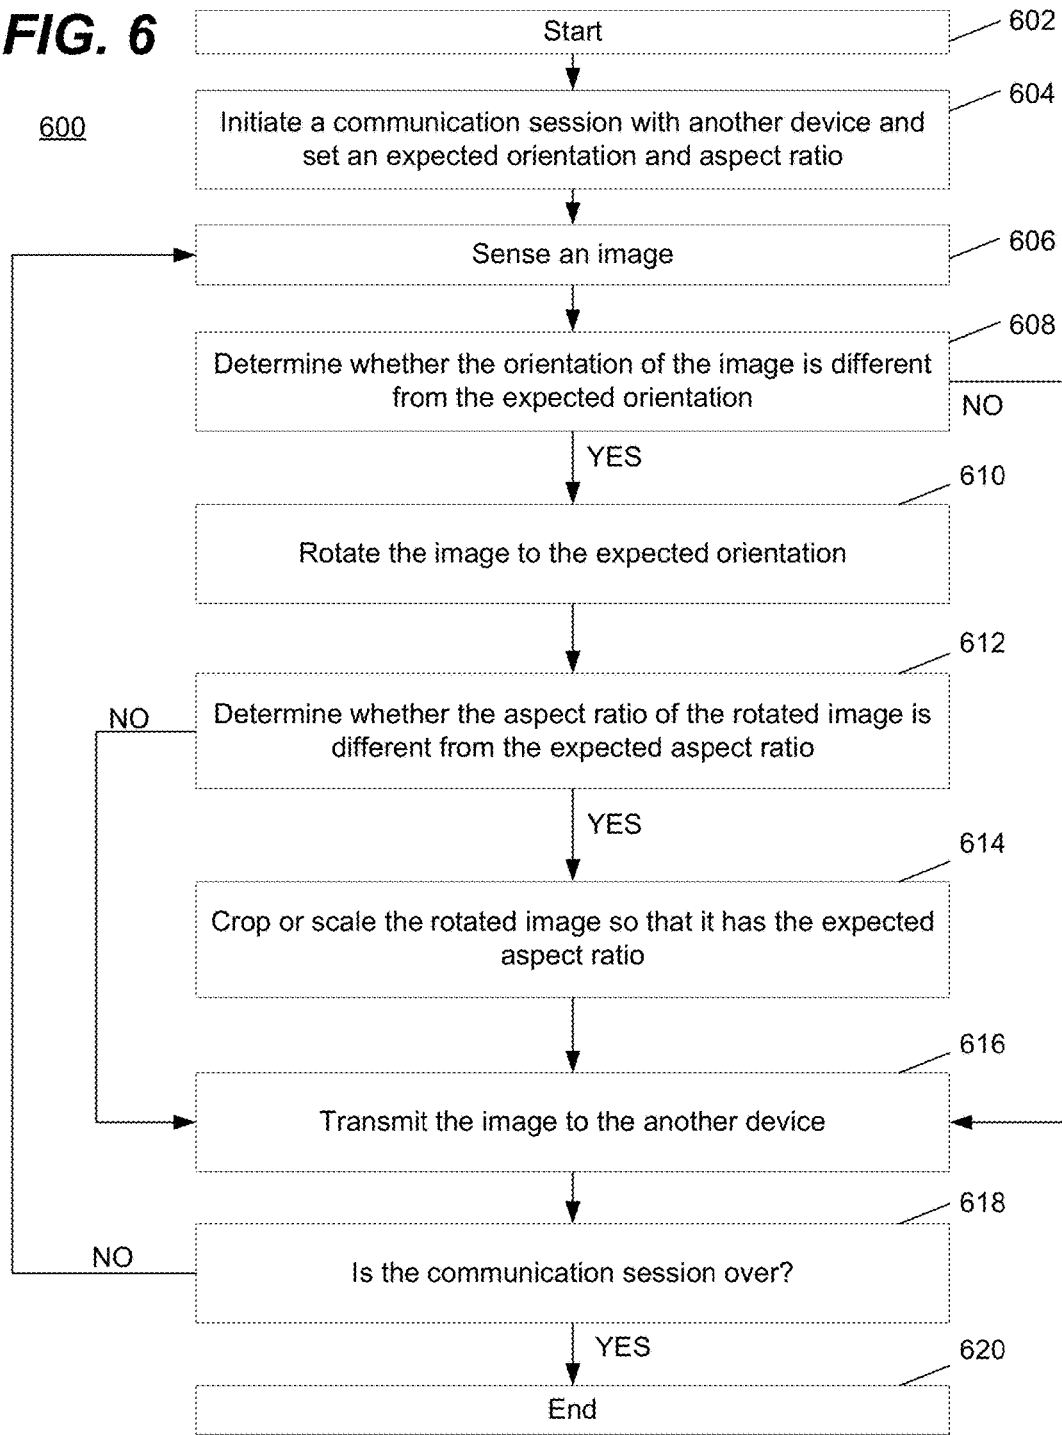 FIG. 6
600
Start
602
Initiate a communication session with another device and
set an expected orientation and aspect ratio
604
Sense an image
606
Determine whether the orientation of the image is different
from the expected orientation
608
NO
YES
Rotate the image to the expected orientation
610
Determine whether the aspect ratio of the rotated image is
different from the expected aspect ratio
612
NO
YES
Crop or scale the rotated image so that it has the expected
aspect ratio
614
Transmit the image to the another device
616
Is the communication session over?
618
NO
YES
End
620